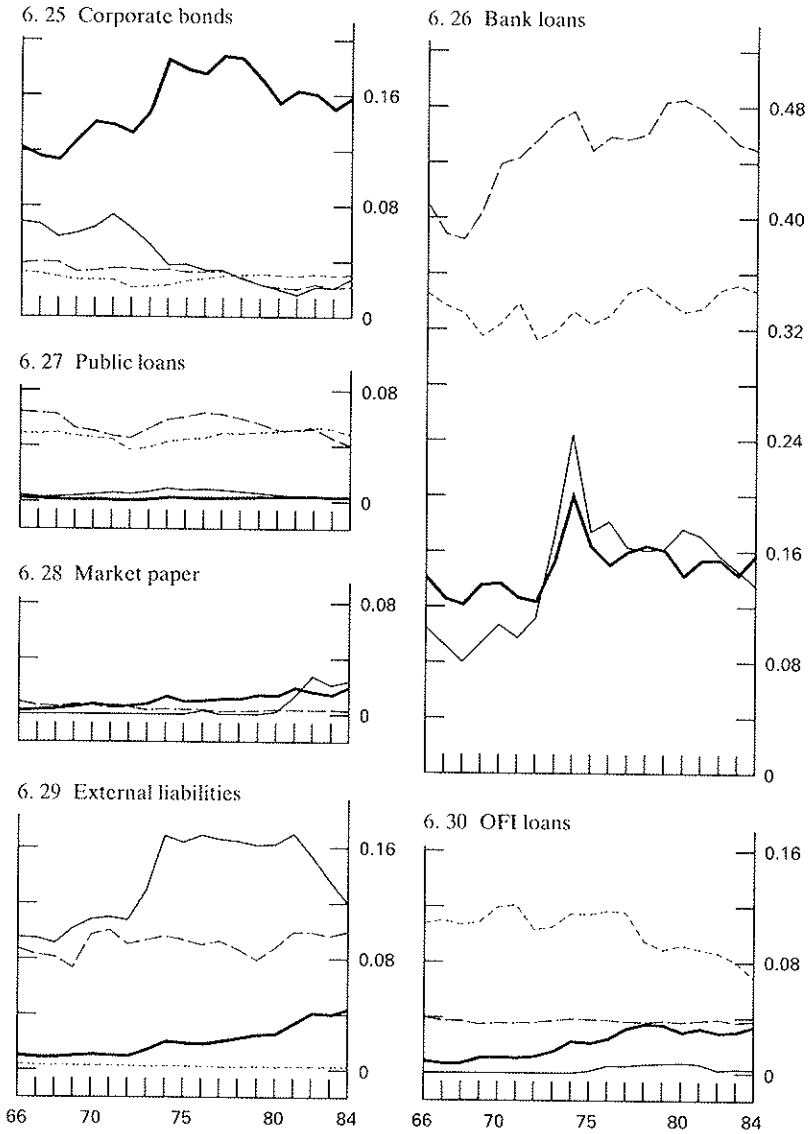 6. 25 Corporate bonds
0.16
0.08
0
6. 27 Public loans
0.08
0
6. 28 Market paper
0.08
0
6. 29 External liabilities
0.16
0.08
0
66 70 75 80 84
6. 26 Bank loans
0.48
0.40
0.32
0.24
0.16
0.08
0
6. 30 OFI loans
0.16
0.08
0
66 70 75 80 84